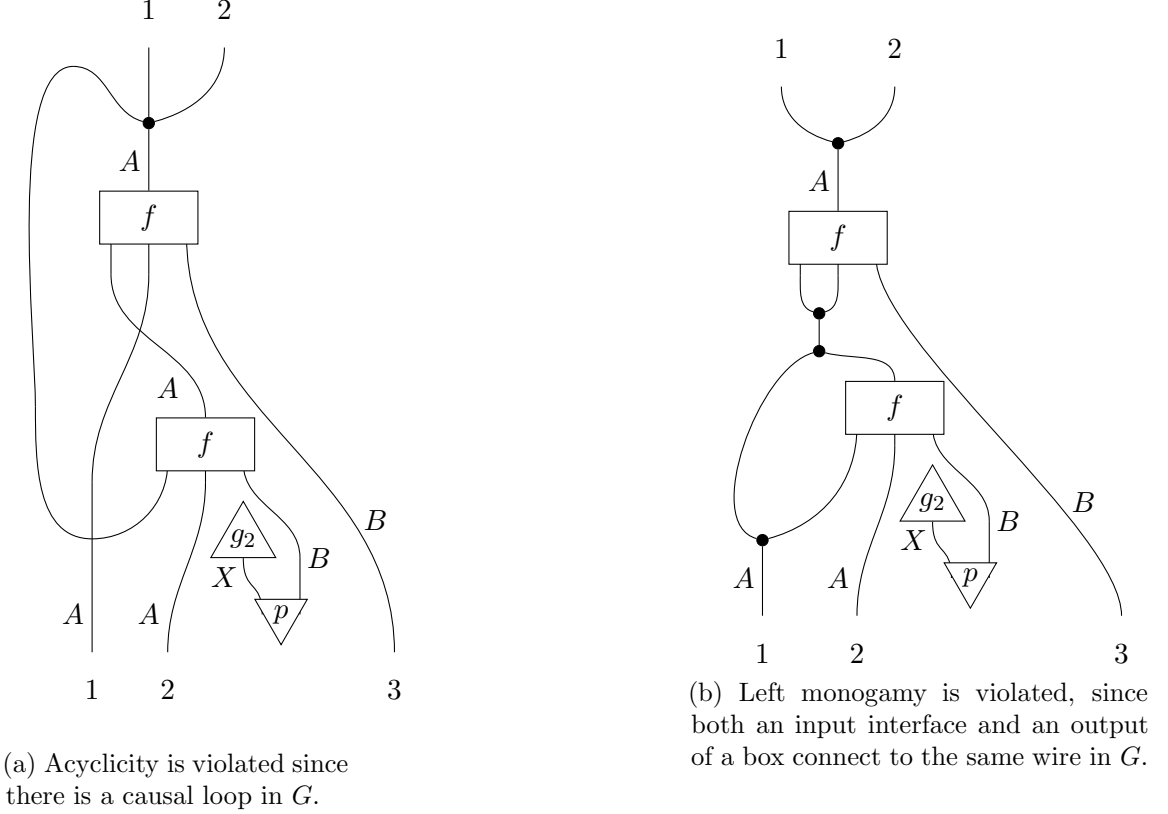 1 2
A
f
A
f
g₂
X
B
p
B
A
A
1 2 3
(a) Acyclicity is violated since
there is a causal loop in G.
1 2
A
f
f
g₂
X
B
p
B
A
A
1 2 3
(b) Left monogamy is violated, since
both an input interface and an output
of a box connect to the same wire in G.